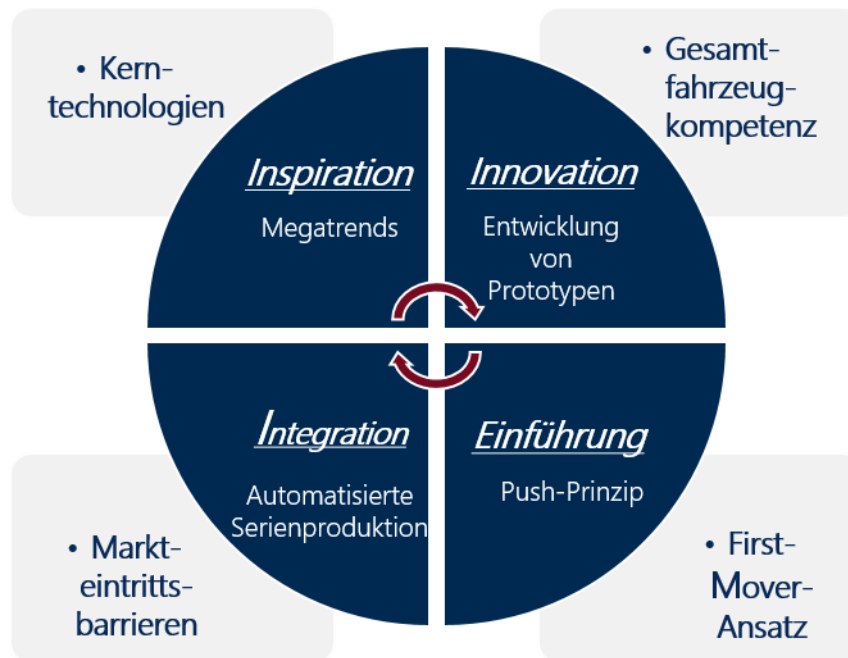 • Kern-
technologien
• Gesamt-
fahrzeug-
kompetenz
Inspiration
Megatrends
Innovation
Entwicklung
von
Prototypen
Integration
Automatisierte
Serienproduktion
Einführung
Push-Prinzip
• Markt-
eintritts-
barrieren
• First-
Mover-
Ansatz